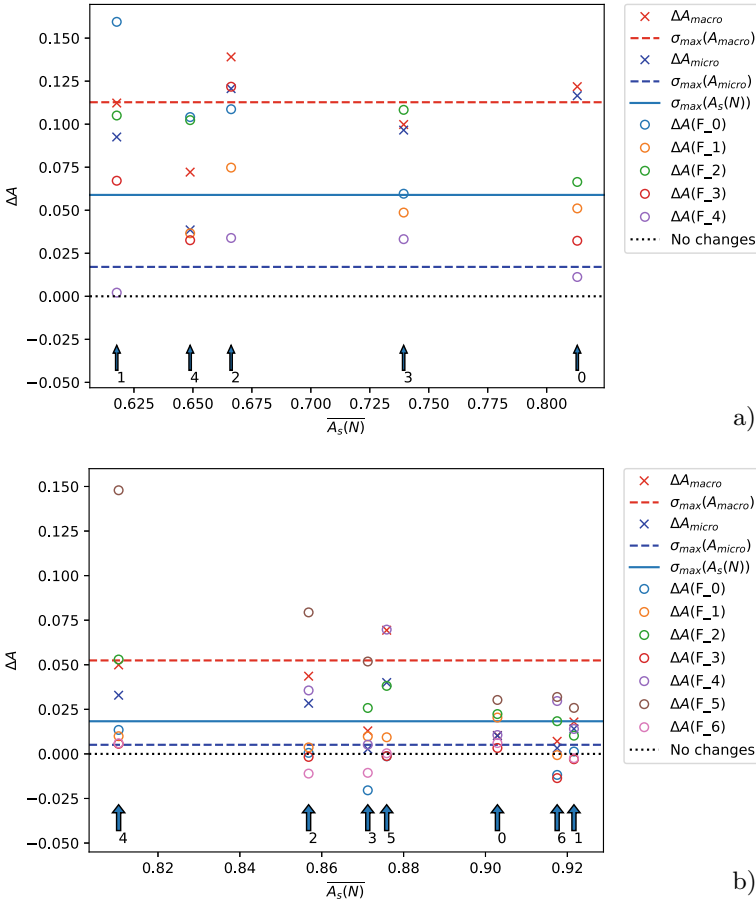 0.150
0.125
0.100
0.075
0.050
0.025
0.000
−0.025
−0.050
ΔA
1
4
2
3
0
0.625 0.650 0.675 0.700 0.725 0.750 0.775 0.800
A_s(N)
ΔA_macro
σ_max(A_macro)
ΔA_micro
σ_max(A_micro)
σ_max(A_s(N))
ΔA(F_0)
ΔA(F_1)
ΔA(F_2)
ΔA(F_3)
ΔA(F_4)
No changes
a)
0.150
0.125
0.100
0.075
0.050
0.025
0.000
−0.025
−0.050
ΔA
4
2
3
5
0
6
1
0.82 0.84 0.86 0.88 0.90 0.92
A_s(N)
ΔA_macro
σ_max(A_macro)
ΔA_micro
σ_max(A_micro)
σ_max(A_s(N))
ΔA(F_0)
ΔA(F_1)
ΔA(F_2)
ΔA(F_3)
ΔA(F_4)
ΔA(F_5)
ΔA(F_6)
No changes
b)